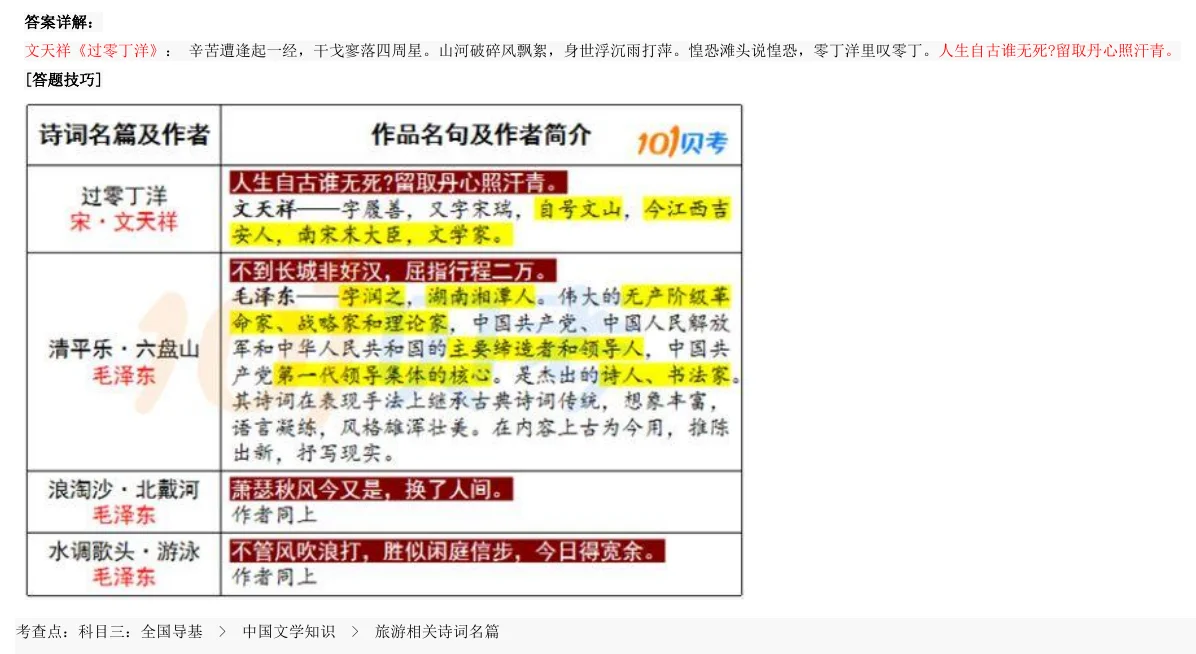 答案详解：
文天祥《过零丁洋》： 辛苦遭逢起一经，干戈寥落四周星。山河破碎风飘絮，身世浮沉雨打萍。惶恐滩头说惶恐，零丁洋里叹零丁。人生自古谁无死?留取丹心照汗青。
[答题技巧]
诗词名篇及作者
作品名句及作者简介
101贝考
过零丁洋
宋·文天祥
人生自古谁无死?留取丹心照汗青。
文天祥——字履善，又字宋瑞，自号文山，今江西吉
安人，南宋末大臣，文学家。
清平乐·六盘山
毛泽东
不到长城非好汉，屈指行程二万。
毛泽东——字润之，湖南湘潭人。伟大的无产阶级革
命家、战略家和理论家，中国共产党、中国人民解放
军和中华人民共和国的主要缔造者和领导人，中国共
产党第一代领导集体的核心。是杰出的诗人、书法家。
其诗词在表现手法上继承古典诗词传统，想象丰富，
语言凝练，风格雄浑壮美。在内容上古为今用，推陈
出新，抒写现实。
浪淘沙·北戴河
毛泽东
萧瑟秋风今又是，换了人间。
作者同上
水调歌头·游泳
毛泽东
不管风吹浪打，胜似闲庭信步，今日得宽余。
作者同上
考查点：科目三：全国导基 > 中国文学知识 > 旅游相关诗词名篇